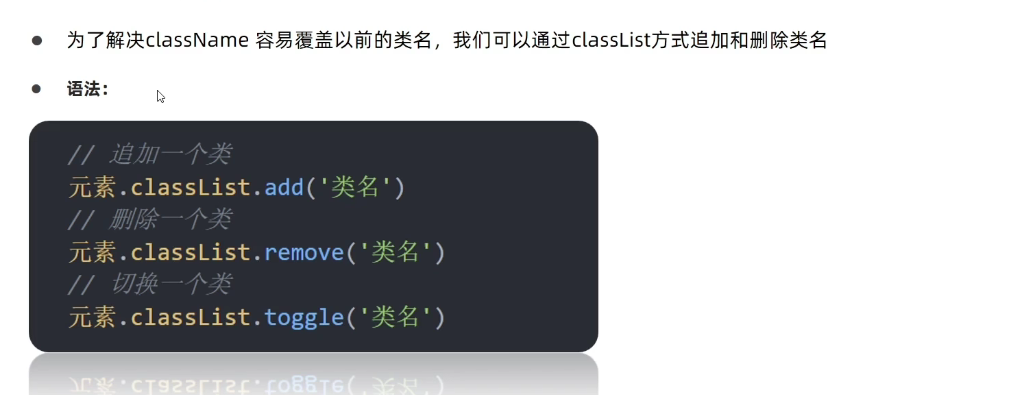 为了解决className 容易覆盖以前的类名，我们可以通过classList方式追加和删除类名
语法：
// 追加一个类
元素.classList.add('类名')
// 删除一个类
元素.classList.remove('类名')
// 切换一个类
元素.classList.toggle('类名')